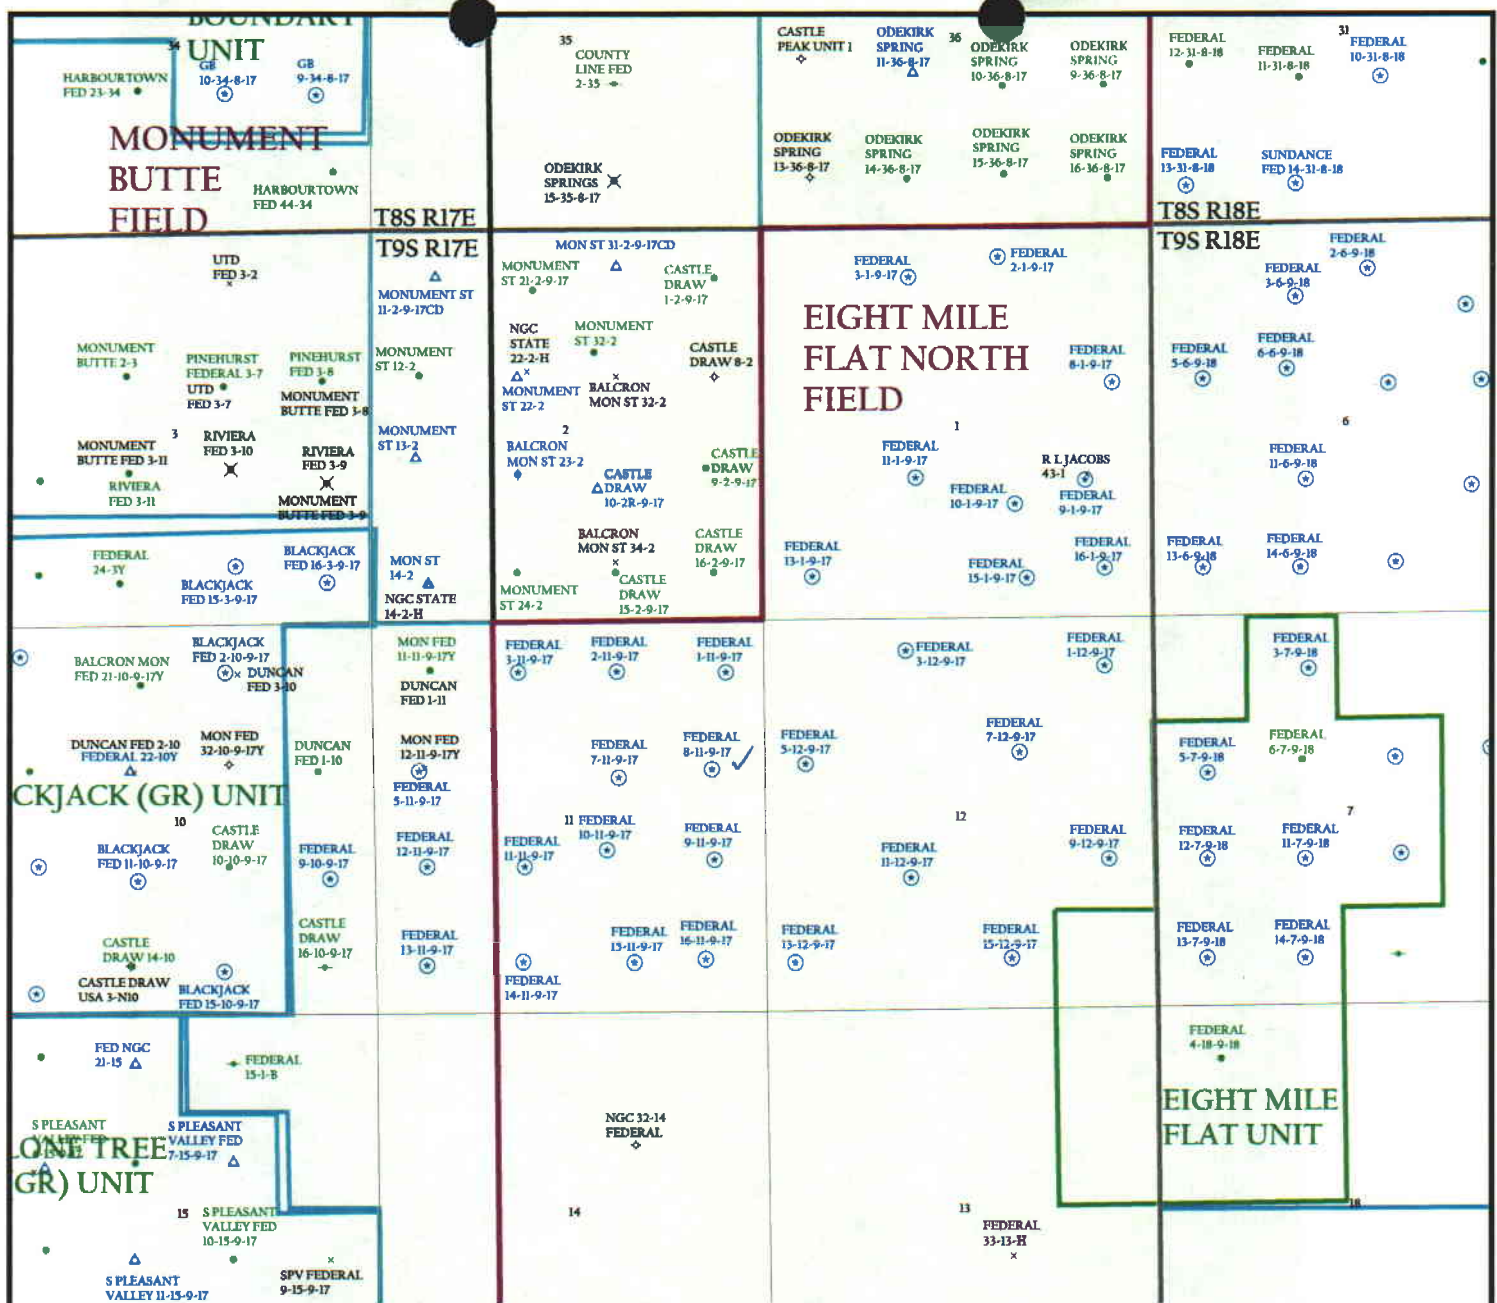 BOUNDARY
UNIT
34
GB
10-34-8-17
GB
9-34-8-17
HARBOURTOWN
FED 23-34
MONUMENT
BUTTE
FIELD
HARBOURTOWN
FED 44-34
T8S R17E
35
COUNTY
LINE FED
2-35
ODEKIRK
SPRINGS
15-35-8-17
CASTLE
PEAK UNIT 1
ODEKIRK
SPRING
11-36-8-17
36
ODEKIRK
SPRING
10-36-8-17
ODEKIRK
SPRING
9-36-8-17
ODEKIRK
SPRING
13-36-8-17
ODEKIRK
SPRING
14-36-8-17
ODEKIRK
SPRING
15-36-8-17
ODEKIRK
SPRING
16-36-8-17
FEDERAL
12-31-8-18
FEDERAL
11-31-8-18
31
FEDERAL
10-31-8-18
FEDERAL
13-31-8-18
SUNDANCE
FED 14-31-8-18
T8S R18E
UTD
FED 3-2
MONUMENT
BUTTE 2-3
PINEHURST
FEDERAL 3-7
UTD
FED 3-7
PINEHURST
FED 3-8
MONUMENT
BUTTE FED 3-8
3
MONUMENT
BUTTE FED 3-11
RIVIERA
FED 3-11
RIVIERA
FED 3-10
RIVIERA
FED 3-9
MONUMENT
BUTTE FED 3-9
FEDERAL
24-3Y
BLACKJACK
FED 15-3-9-17
BLACKJACK
FED 16-3-9-17
T9S R17E
MONUMENT ST
11-2-9-17CD
MONUMENT
ST 12-2
MONUMENT
ST 13-2
MON ST
14-2
NGC STATE
14-2-H
MON ST 31-2-9-17CD
MONUMENT
ST 21-2-9-17
CASTLE
DRAW
1-2-9-17
NGC
STATE
22-2-H
MONUMENT
ST 22-2
MONUMENT
ST 32-2
BALCRON
MON ST 32-2
CASTLE
DRAW 8-2
2
BALCRON
MON ST 23-2
CASTLE
DRAW
10-2R-9-17
CASTLE
DRAW
9-2-9-17
BALCRON
MON ST 34-2
CASTLE
DRAW
16-2-9-17
MONUMENT
ST 24-2
CASTLE
DRAW
15-2-9-17
FEDERAL
3-1-9-17
FEDERAL
2-1-9-17
EIGHT MILE
FLAT NORTH
FIELD
FEDERAL
8-1-9-17
1
FEDERAL
11-1-9-17
R L JACOBS
43-1
FEDERAL
10-1-9-17
FEDERAL
9-1-9-17
FEDERAL
13-1-9-17
FEDERAL
15-1-9-17
FEDERAL
16-1-9-17
T9S R18E
FEDERAL
2-6-9-18
FEDERAL
3-6-9-18
FEDERAL
5-6-9-18
FEDERAL
6-6-9-18
6
FEDERAL
11-6-9-18
FEDERAL
13-6-9-18
FEDERAL
14-6-9-18
BALCRON MON
FED 21-10-9-17Y
BLACKJACK
FED 2-10-9-17
DUNCAN
FED 3-10
DUNCAN FED 2-10
FEDERAL 22-10Y
MON FED
32-10-9-17Y
DUNCAN
FED 1-10
CKJACK (GR) UNIT
10
BLACKJACK
FED 11-10-9-17
CASTLE
DRAW
10-10-9-17
FEDERAL
9-10-9-17
CASTLE
DRAW 14-10
CASTLE DRAW
USA 3-N10
BLACKJACK
FED 15-10-9-17
CASTLE
DRAW
16-10-9-17
MON FED
11-11-9-17Y
DUNCAN
FED 1-11
MON FED
12-11-9-17Y
FEDERAL
5-11-9-17
FEDERAL
12-11-9-17
FEDERAL
13-11-9-17
FEDERAL
3-11-9-17
FEDERAL
2-11-9-17
FEDERAL
1-11-9-17
FEDERAL
7-11-9-17
FEDERAL
8-11-9-17
11
FEDERAL
10-11-9-17
FEDERAL
11-11-9-17
FEDERAL
9-11-9-17
FEDERAL
15-11-9-17
FEDERAL
16-11-9-17
FEDERAL
14-11-9-17
FEDERAL
3-12-9-17
FEDERAL
1-12-9-17
FEDERAL
5-12-9-17
FEDERAL
7-12-9-17
12
FEDERAL
11-12-9-17
FEDERAL
9-12-9-17
FEDERAL
13-12-9-17
FEDERAL
15-12-9-17
FEDERAL
3-7-9-18
FEDERAL
5-7-9-18
FEDERAL
6-7-9-18
7
FEDERAL
12-7-9-18
FEDERAL
11-7-9-18
FEDERAL
13-7-9-18
FEDERAL
14-7-9-18
FED NGC
21-15
FEDERAL
15-1-B
S PLEASANT
VALLEY FED
S PLEASANT
VALLEY FED
7-15-9-17
LONE TREE
(GR) UNIT
15
S PLEASANT
VALLEY FED
10-15-9-17
S PLEASANT
VALLEY 11-15-9-17
SPV FEDERAL
9-15-9-17
NGC 32-14
FEDERAL
14
13
FEDERAL
33-13-H
FEDERAL
4-18-9-18
EIGHT MILE
FLAT UNIT
18